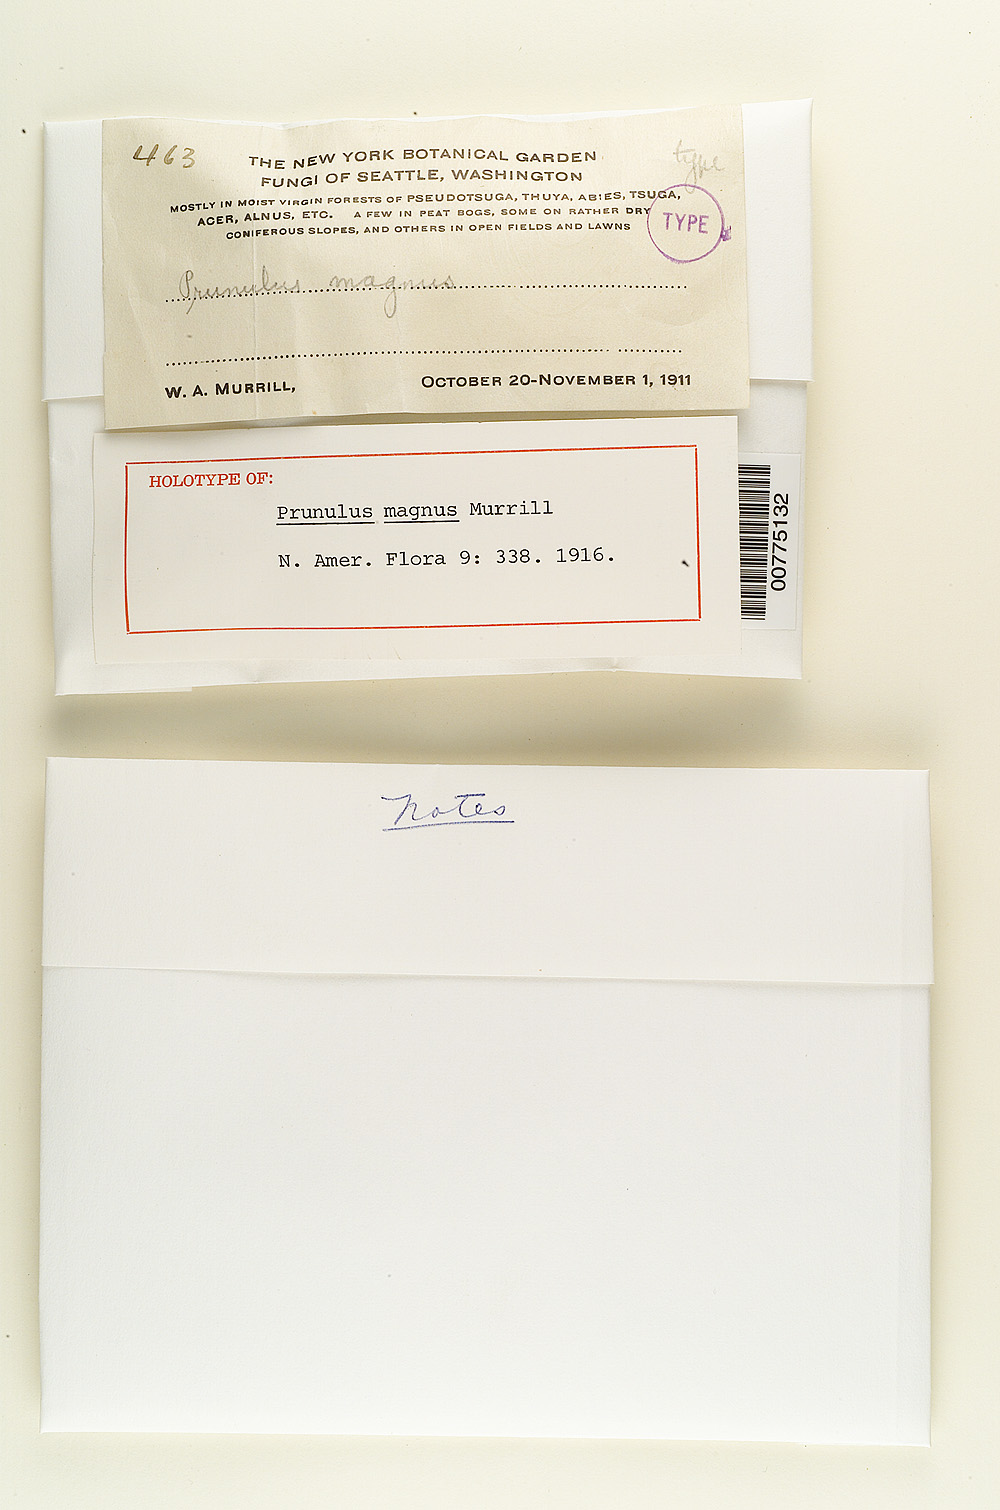 463
type
THE NEW YORK BOTANICAL GARDEN
FUNGI OF SEATTLE, WASHINGTON
MOSTLY IN MOIST VIRGIN FORESTS OF PSEUDOTSUGA, THUYA, ABIES, TSUGA,
ACER, ALNUS, ETC. A FEW IN PEAT BOGS, SOME ON RATHER DRY
CONIFEROUS SLOPES, AND OTHERS IN OPEN FIELDS AND LAWNS
TYPE
Prunulus magnus
W. A. MURRILL, OCTOBER 20-NOVEMBER 1, 1911
HOLOTYPE OF:
Prunulus magnus Murrill
N. Amer. Flora 9: 338. 1916.
00775132
Notes